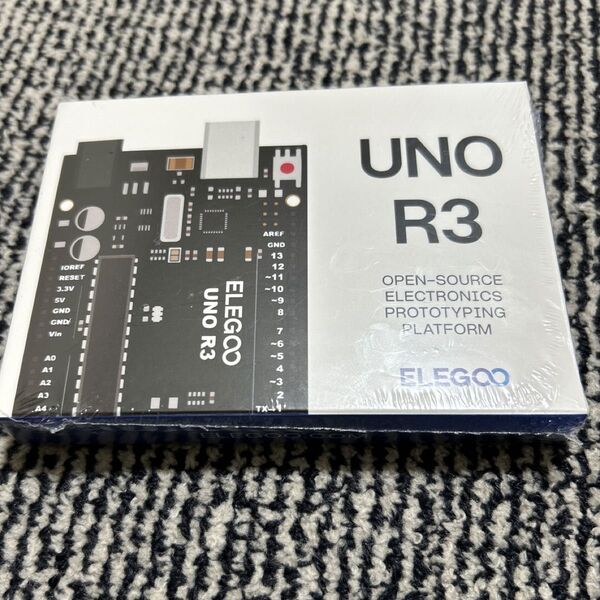 UNO
R3
OPEN-SOURCE
ELECTRONICS
PROTOTYPING
PLATFORM
ELEGOO
ELEGOO
UNO R3
IOREF
RESET
3.3V
5V
GND
GND/
Vin
A0
A1
A2
A3
A4
AREF
GND
13
12
~11
~10
~9
8
7
~6
~5
4
~3
2
TX→1
ELEGOO.COM